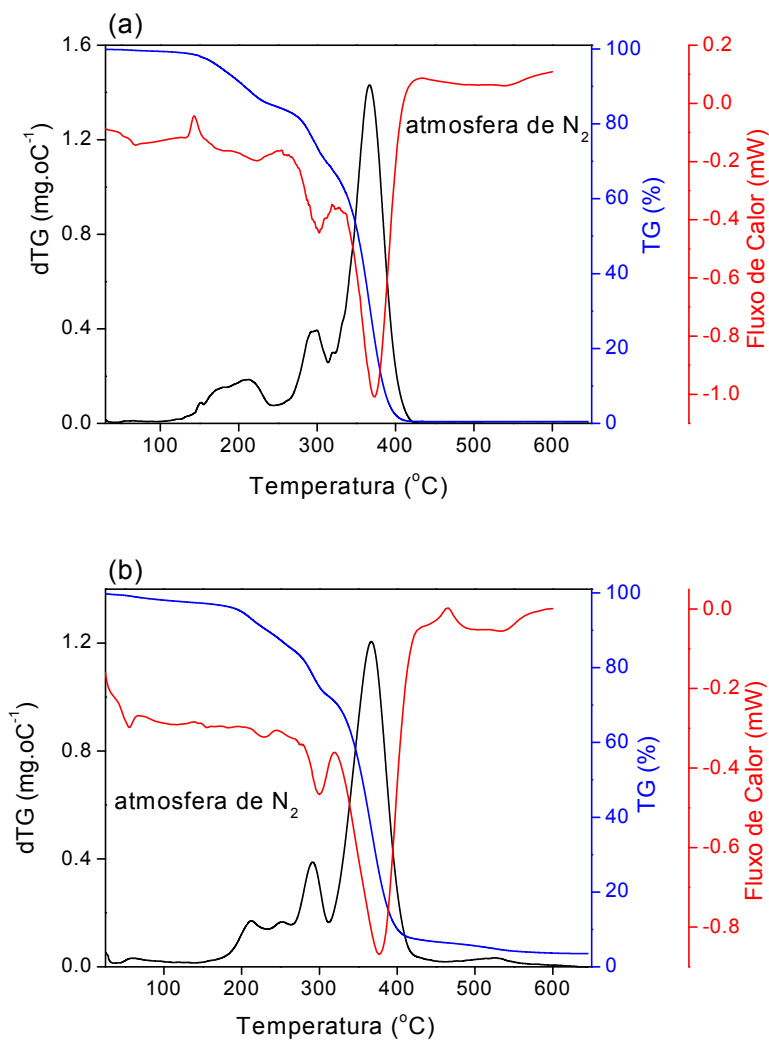 (a)
1.6
1.2
0.8
0.4
0.0
dTG (mg.oC-1)
100 200 300 400 500 600
Temperatura (oC)
atmosfera de N2
100
80
60
40
20
0
TG (%)
0.2
0.0
-0.2
-0.4
-0.6
-0.8
-1.0
Fluxo de Calor (mW)
(b)
1.2
0.8
0.4
0.0
dTG (mg.oC-1)
100 200 300 400 500 600
Temperatura (oC)
atmosfera de N2
100
80
60
40
20
0
TG (%)
0.0
-0.2
-0.4
-0.6
-0.8
Fluxo de Calor (mW)